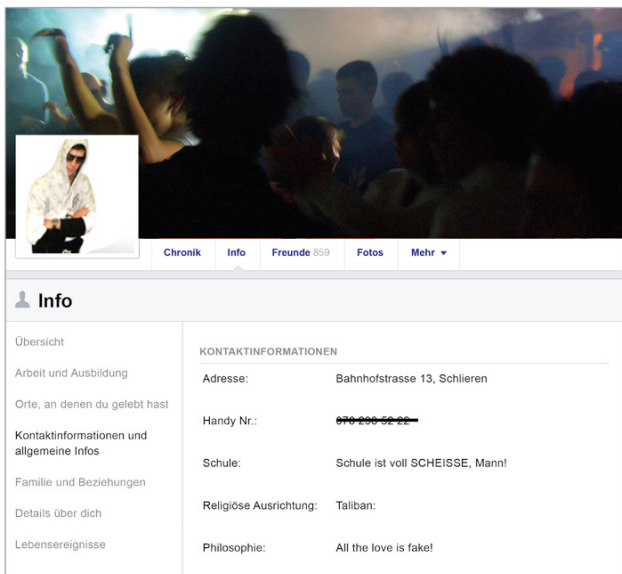 Chronik Info Freunde 859 Fotos Mehr
Info
Übersicht
Arbeit und Ausbildung
Orte, an denen du gelebt hast
Kontaktinformationen und
allgemeine Infos
Familie und Beziehungen
Details über dich
Lebensereignisse
KONTAKTINFORMATIONEN
Adresse: Bahnhofstrasse 13, Schlieren
Handy Nr.:
Schule: Schule ist voll SCHEISSE, Mann!
Religiöse Ausrichtung: Taliban:
Philosophie: All the love is fake!